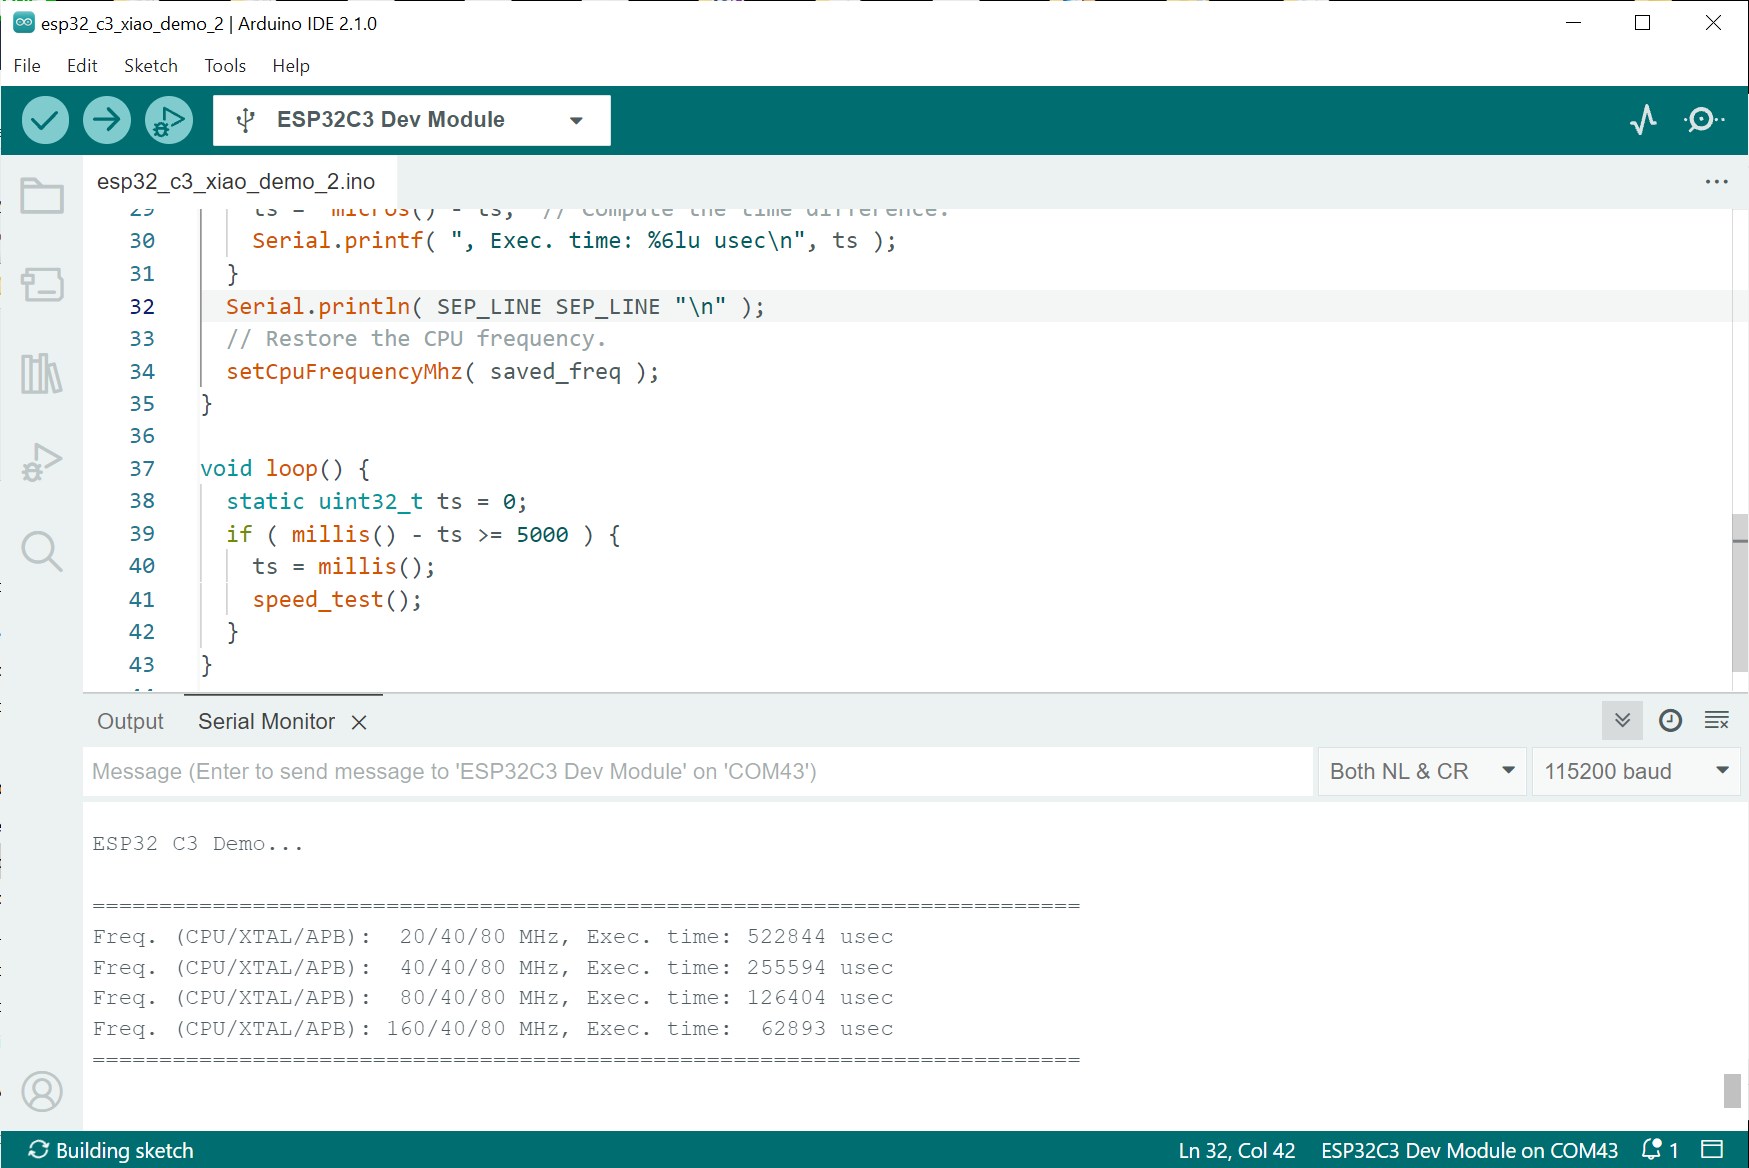 esp32_c3_xiao_demo_2 | Arduino IDE 2.1.0
File Edit Sketch Tools Help
ESP32C3 Dev Module
esp32_c3_xiao_demo_2.ino
29 ts = micros() - ts; // Compute the time difference.
30 Serial.printf( ", Exec. time: %6lu usec\n", ts );
31 }
32 Serial.println( SEP_LINE SEP_LINE "\n" );
33 // Restore the CPU frequency.
34 setCpuFrequencyMhz( saved_freq );
35 }
36
37 void loop() {
38 static uint32_t ts = 0;
39 if ( millis() - ts >= 5000 ) {
40 ts = millis();
41 speed_test();
42 }
43 }
Output Serial Monitor
Message (Enter to send message to 'ESP32C3 Dev Module' on 'COM43') Both NL & CR 115200 baud
ESP32 C3 Demo...
==========================================================================
Freq. (CPU/XTAL/APB):  20/40/80 MHz, Exec. time: 522844 usec
Freq. (CPU/XTAL/APB):  40/40/80 MHz, Exec. time: 255594 usec
Freq. (CPU/XTAL/APB):  80/40/80 MHz, Exec. time: 126404 usec
Freq. (CPU/XTAL/APB): 160/40/80 MHz, Exec. time:  62893 usec
==========================================================================
Building sketch Ln 32, Col 42 ESP32C3 Dev Module on COM43 1